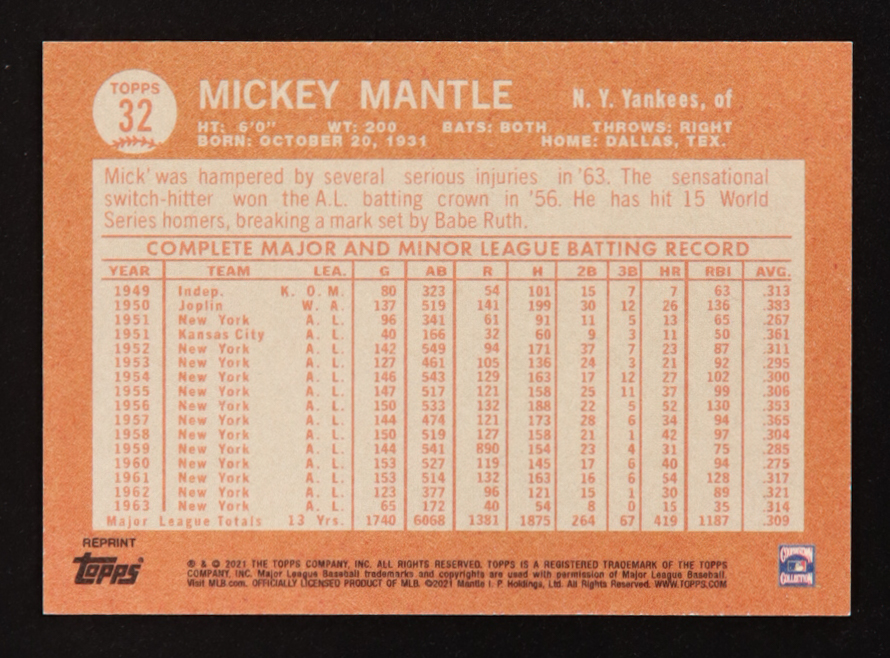 TOPPS
32
MICKEY MANTLE N. Y. Yankees, of
HT: 6'0" WT: 200 BATS: BOTH THROWS: RIGHT
BORN: OCTOBER 20, 1931 HOME: DALLAS, TEX.
Mick' was hampered by several serious injuries in '63. The sensational
switch-hitter won the A.L. batting crown in '56. He has hit 15 World
Series homers, breaking a mark set by Babe Ruth.
COMPLETE MAJOR AND MINOR LEAGUE BATTING RECORD
YEAR TEAM LEA. G AB R H 2B 3B HR RBI AVG.
1949 Indep. K. O. M. 80 323 54 101 15 7 7 63 .313
1950 Joplin W. A. 137 519 141 199 30 12 26 136 .383
1951 New York A. L. 96 341 61 91 11 5 13 65 .267
1951 Kansas City A. L. 40 166 32 60 9 3 11 50 .361
1952 New York A. L. 142 549 94 171 37 7 23 87 .311
1953 New York A. L. 127 461 105 136 24 3 21 92 .295
1954 New York A. L. 146 543 129 163 17 12 27 102 .300
1955 New York A. L. 147 517 121 158 25 11 37 99 .306
1956 New York A. L. 150 533 132 188 22 5 52 130 .353
1957 New York A. L. 144 474 121 173 28 6 34 94 .365
1958 New York A. L. 150 519 127 158 21 1 42 97 .304
1959 New York A. L. 144 541 890 154 23 4 31 75 .285
1960 New York A. L. 153 527 119 145 17 6 40 94 .275
1961 New York A. L. 153 514 132 163 16 6 54 128 .317
1962 New York A. L. 123 377 96 121 15 1 30 89 .321
1963 New York A. L. 65 172 40 54 8 0 15 35 .314
Major League Totals 13 Yrs. 1740 6068 1381 1875 264 67 419 1187 .309
REPRINT
topps®
® & © 2021 THE TOPPS COMPANY, INC. ALL RIGHTS RESERVED. TOPPS IS A REGISTERED TRADEMARK OF THE TOPPS
COMPANY, INC. Major League Baseball trademarks and copyrights are used with permission of Major League Baseball.
Visit MLB.com. OFFICIALLY LICENSED PRODUCT OF MLB. ©2021 Mantle I. P. Holdings, Ltd. All Rights Reserved. WWW.TOPPS.COM
COOPERSTOWN
COLLECTION